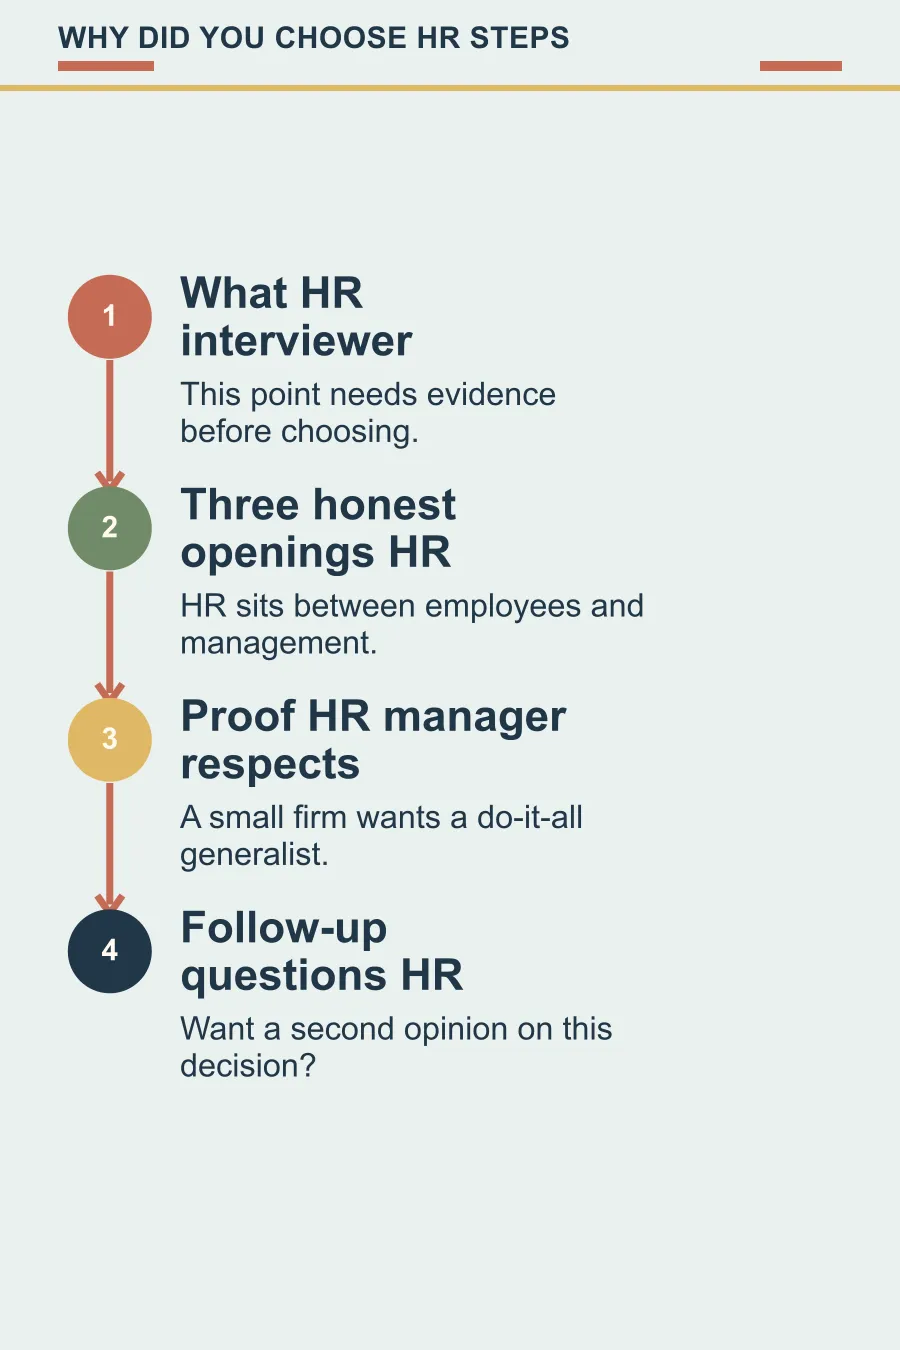 WHY DID YOU CHOOSE HR STEPS
1
What HR
interviewer
This point needs evidence
before choosing.
2
Three honest
openings HR
HR sits between employees and
management.
3
Proof HR manager
respects
A small firm wants a do-it-all
generalist.
4
Follow-up
questions HR
Want a second opinion on this
decision?